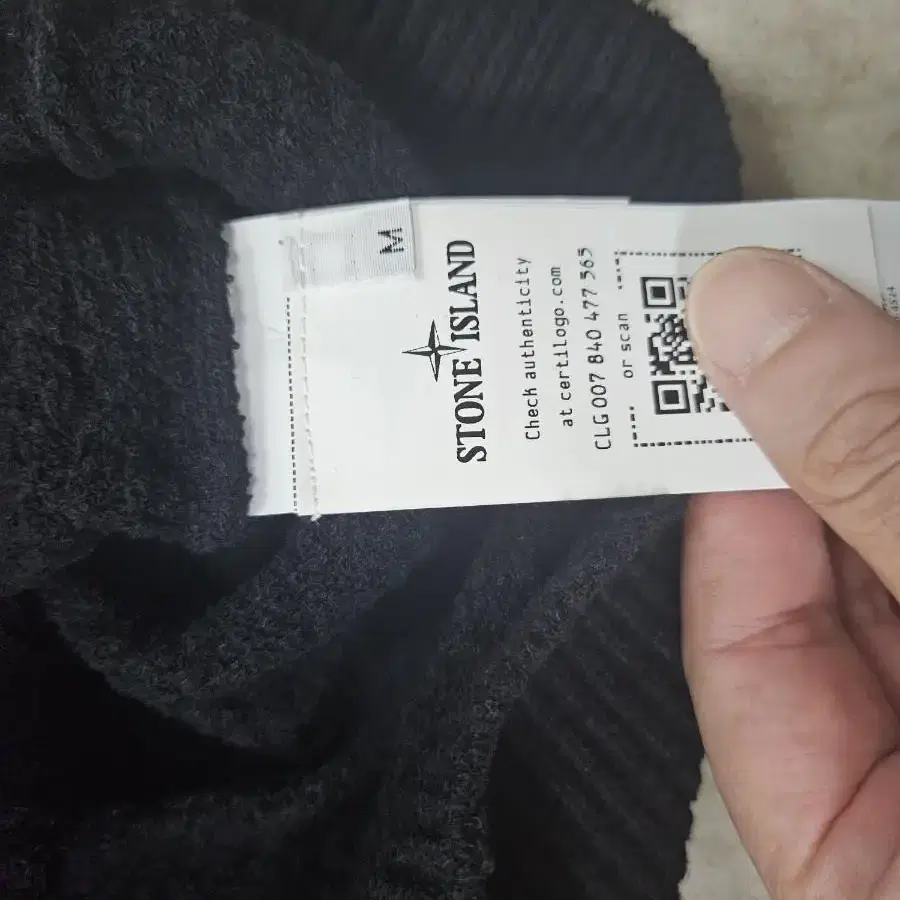 M
STONE ISLAND
Check authenticity
at certilogo.com
CLG 007 840 477 565
or scan